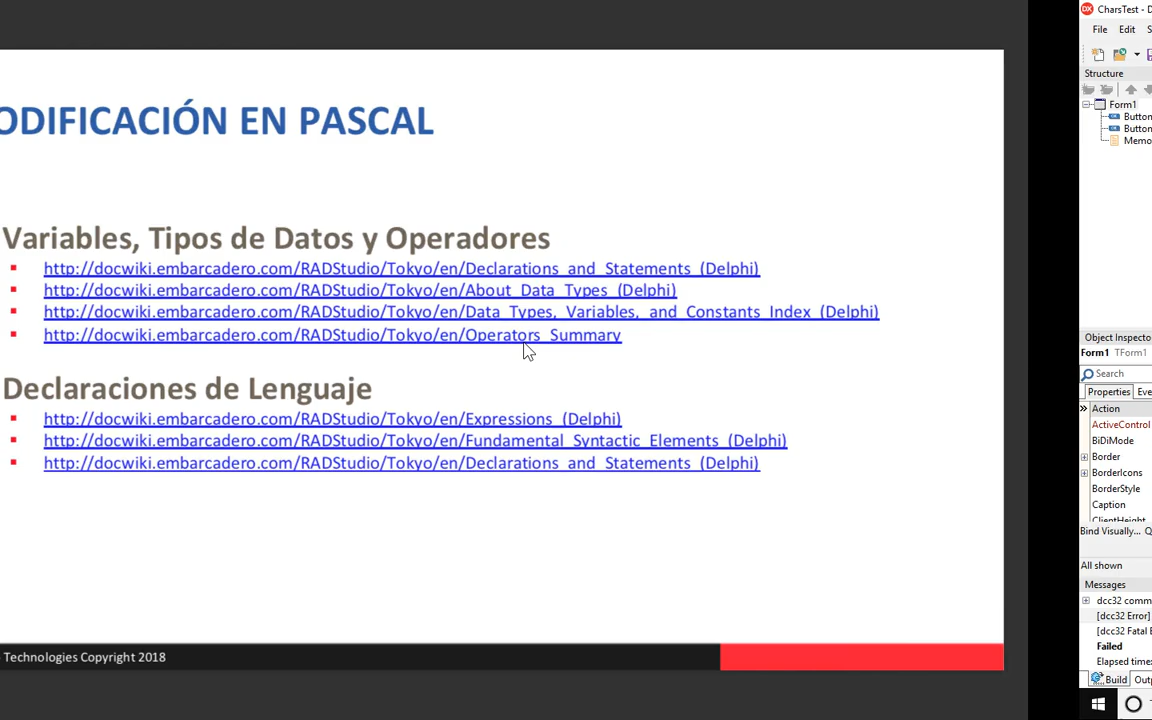 ODIFICACIÓN EN PASCAL
Variables, Tipos de Datos y Operadores
http://docwiki.embarcadero.com/RADStudio/Tokyo/en/Declarations_and_Statements_(Delphi)
http://docwiki.embarcadero.com/RADStudio/Tokyo/en/About_Data_Types_(Delphi)
http://docwiki.embarcadero.com/RADStudio/Tokyo/en/Data_Types,_Variables,_and_Constants_Index_(Delphi)
http://docwiki.embarcadero.com/RADStudio/Tokyo/en/Operators_Summary
Declaraciones de Lenguaje
http://docwiki.embarcadero.com/RADStudio/Tokyo/en/Expressions_(Delphi)
http://docwiki.embarcadero.com/RADStudio/Tokyo/en/Fundamental_Syntactic_Elements_(Delphi)
http://docwiki.embarcadero.com/RADStudio/Tokyo/en/Declarations_and_Statements_(Delphi)
Technologies Copyright 2018
DX CharsTest - D
File Edit S
Structure
Form1
Button
Button
Memo
Object Inspecto
Form1 TForm1
Search
Properties Eve
Action
ActiveControl
BiDiMode
Border
BorderIcons
BorderStyle
Caption
ClientHeight
Bind Visually... Q
All shown
Messages
dcc32 comm
[dcc32 Error]
[dcc32 Fatal E
Failed
Elapsed time:
Build Outp